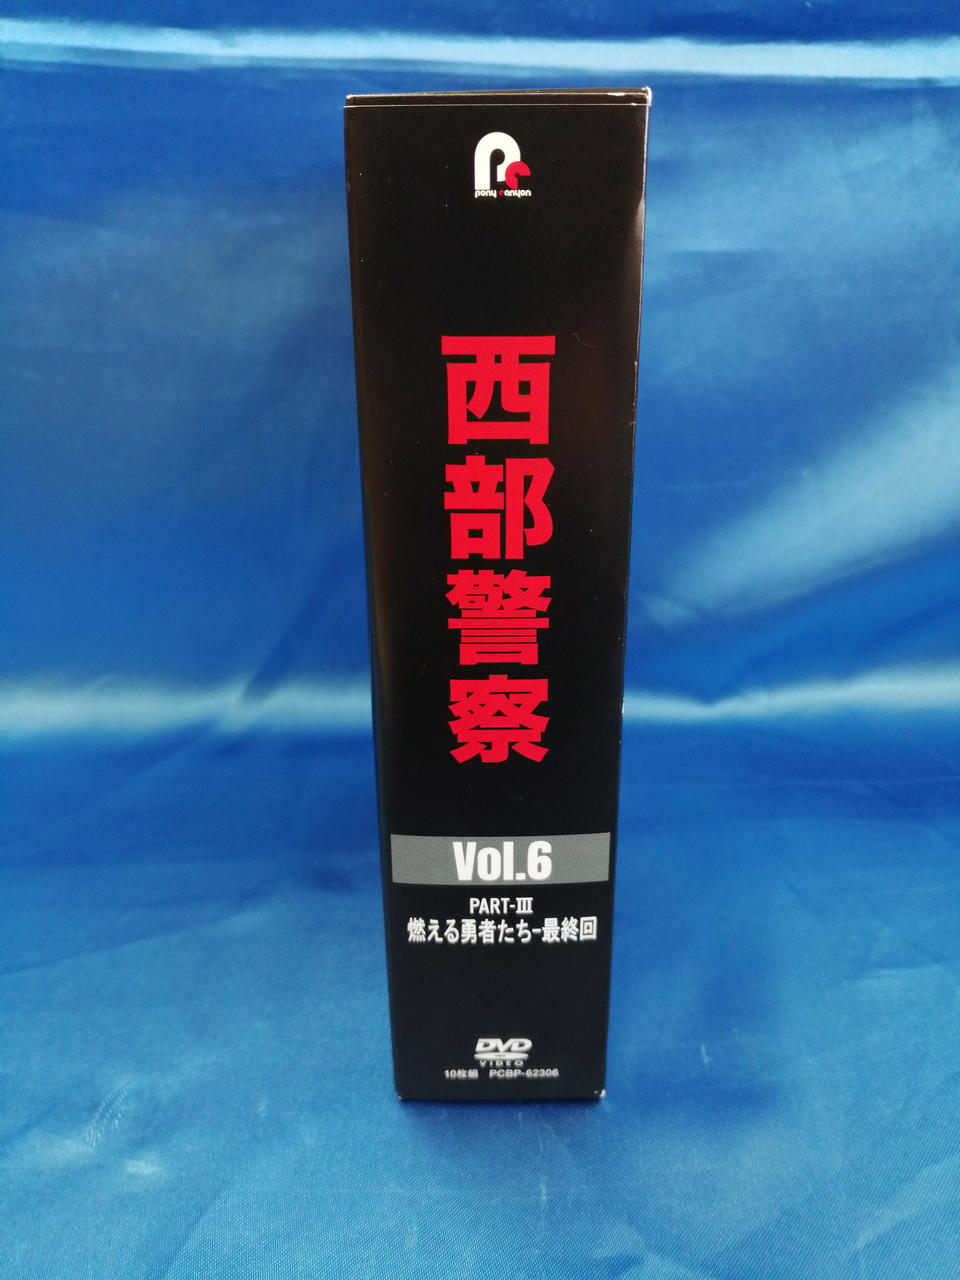 pony canyon
西部警察
Vol.6
PART-III
燃える勇者たち-最終回
DVD
VIDEO
10枚組 PCBP-62306